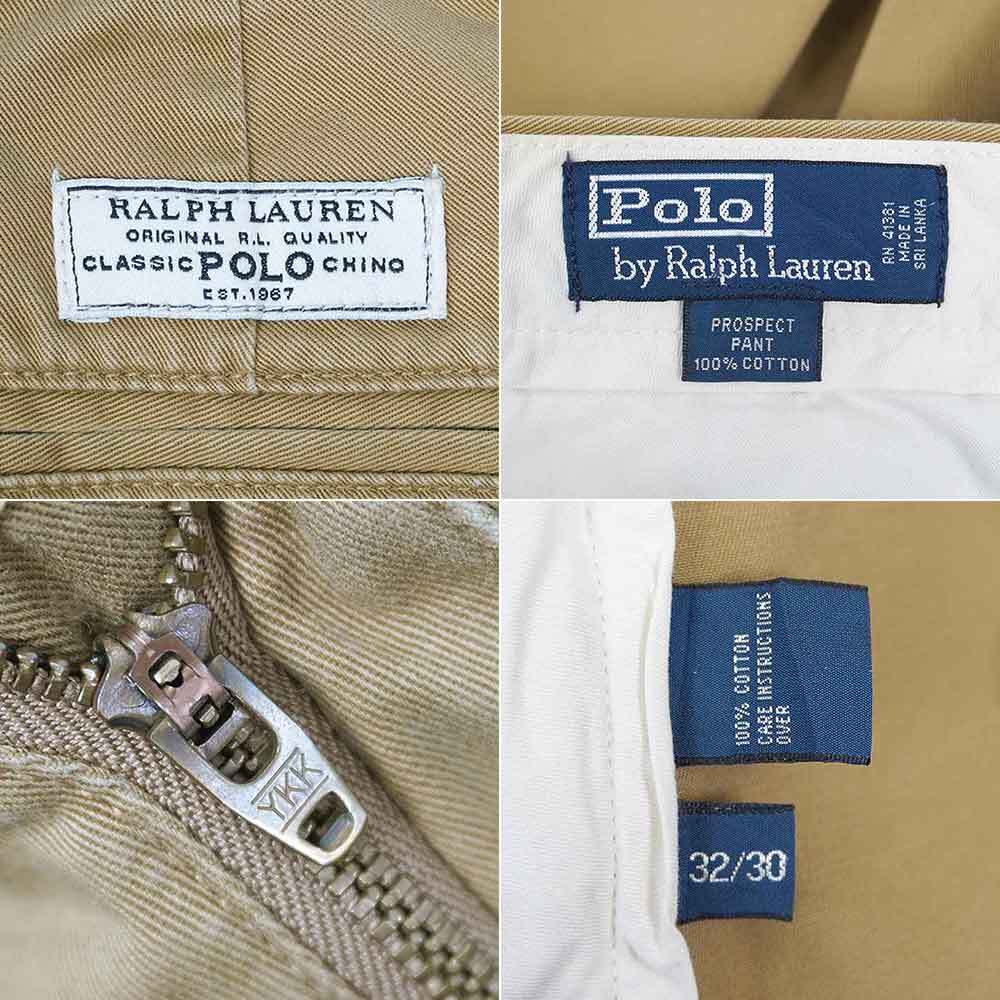 RALPH LAUREN
ORIGINAL R.L. QUALITY
CLASSIC POLO CHINO
EST. 1967
Polo
by Ralph Lauren
RN 41381
MADE IN
SRI LANKA
PROSPECT
PANT
100% COTTON
YKK
100% COTTON
CARE INSTRUCTIONS
OVER
32/30